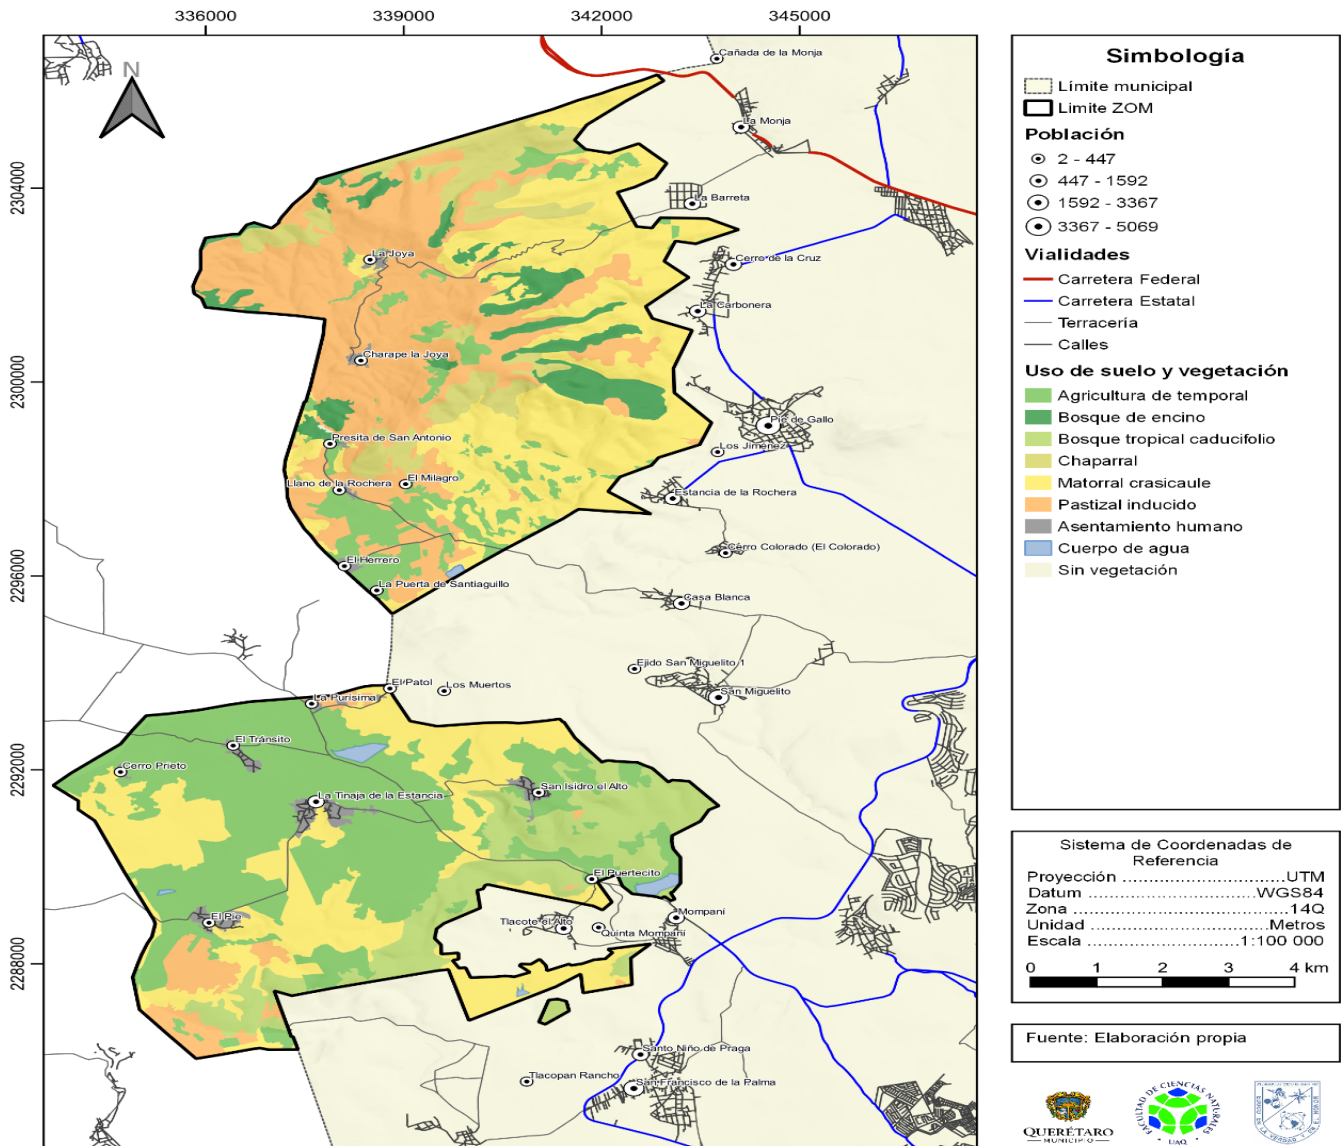 336000
339000
342000
345000
2304000
2300000
2296000
2292000
2288000
N
Cañada de la Monja
La Monja
La Barreta
Cerro de la Cruz
La Joya
La Carbonera
Charape la Joya
Pie de Gallo
Presita de San Antonio
Los Jimenez
Llano de la Rochera
El Milagro
Estancia de la Rochera
Cerro Colorado (El Colorado)
El Herrero
La Puerta de Santiaguillo
Casa Blanca
Ejido San Miguelito 1
El Patol
Los Muertos
San Miguelito
La Purisima
El Tránsito
Cerro Prieto
La Tinaja de la Estancia
San Isidro el Alto
El Puertecito
El Pie
Tlacote el Alto
Mompaní
Quinta Mompaní
Santo Niño de Praga
Tlacopan Rancho
San Francisco de la Palma
Simbología
Límite municipal
Limite ZOM
Población
2 - 447
447 - 1592
1592 - 3367
3367 - 5069
Vialidades
Carretera Federal
Carretera Estatal
Terracería
Calles
Uso de suelo y vegetación
Agricultura de temporal
Bosque de encino
Bosque tropical caducifolio
Chaparral
Matorral crasicaule
Pastizal inducido
Asentamiento humano
Cuerpo de agua
Sin vegetación
Sistema de Coordenadas de
Referencia
Proyección ........................UTM
Datum ........................WGS84
Zona ................................14Q
Unidad ..........................Metros
Escala ......................1:100 000
0 1 2 3 4 km
Fuente: Elaboración propia
QUERÉTARO
MUNICIPIO
FACULTAD DE CIENCIAS NATURALES
UAQ